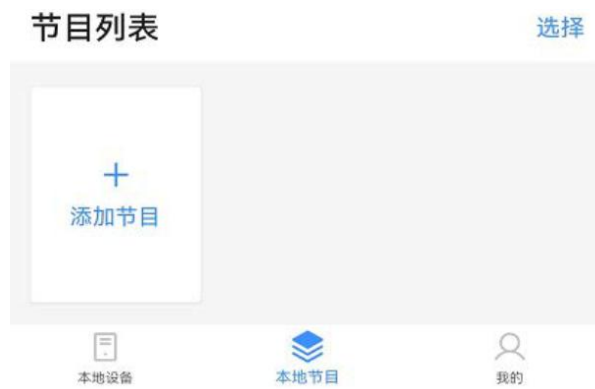 节目列表 选择
添加节目
本地设备 本地节目 我的